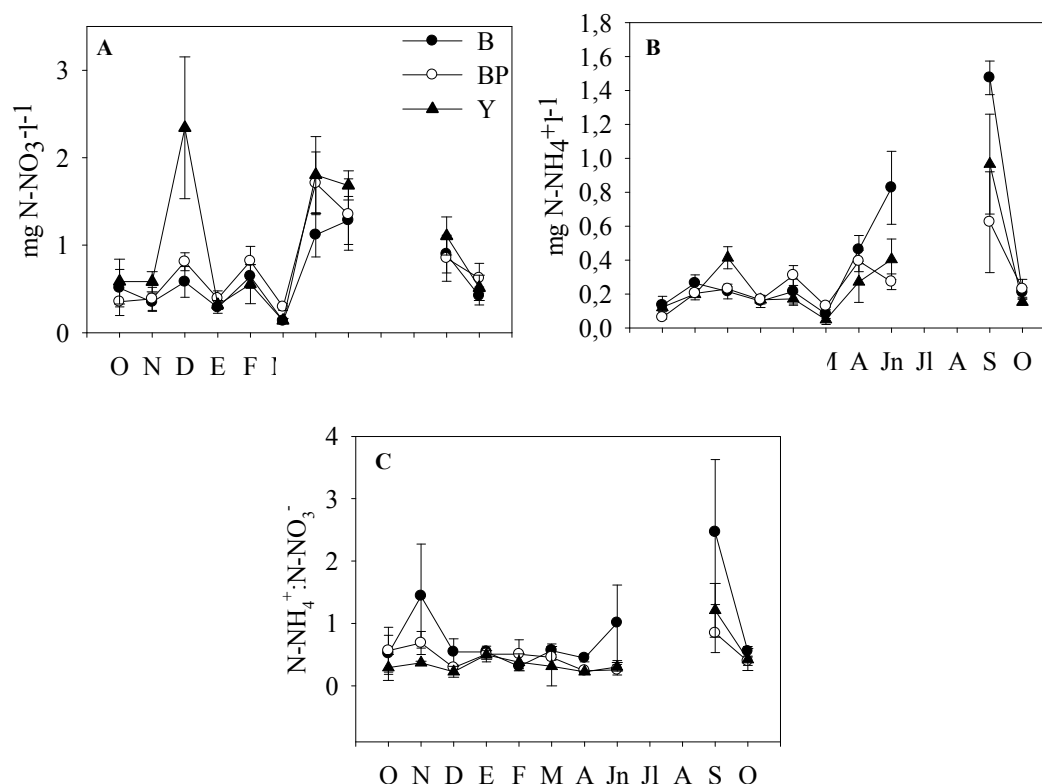 A
B
BP
Y
3
2
1
0
mg N-NO3-l-1
O N D E F
B
1,8
1,6
1,4
1,2
1,0
0,8
0,6
0,4
0,2
0,0
mg N-NH4+l-1
A Jn Jl A S O
C
4
3
2
1
0
N-NH4+:N-NO3-
O N D E F M A Jn Jl A S O